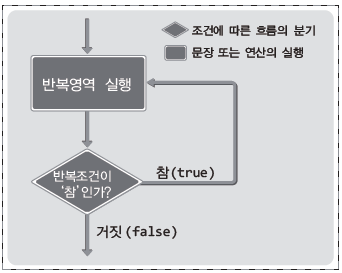 조건에 따른 흐름의 분기
문장 또는 연산의 실행
반복영역 실행
반복조건이
'참'인가?
참(true)
거짓(false)